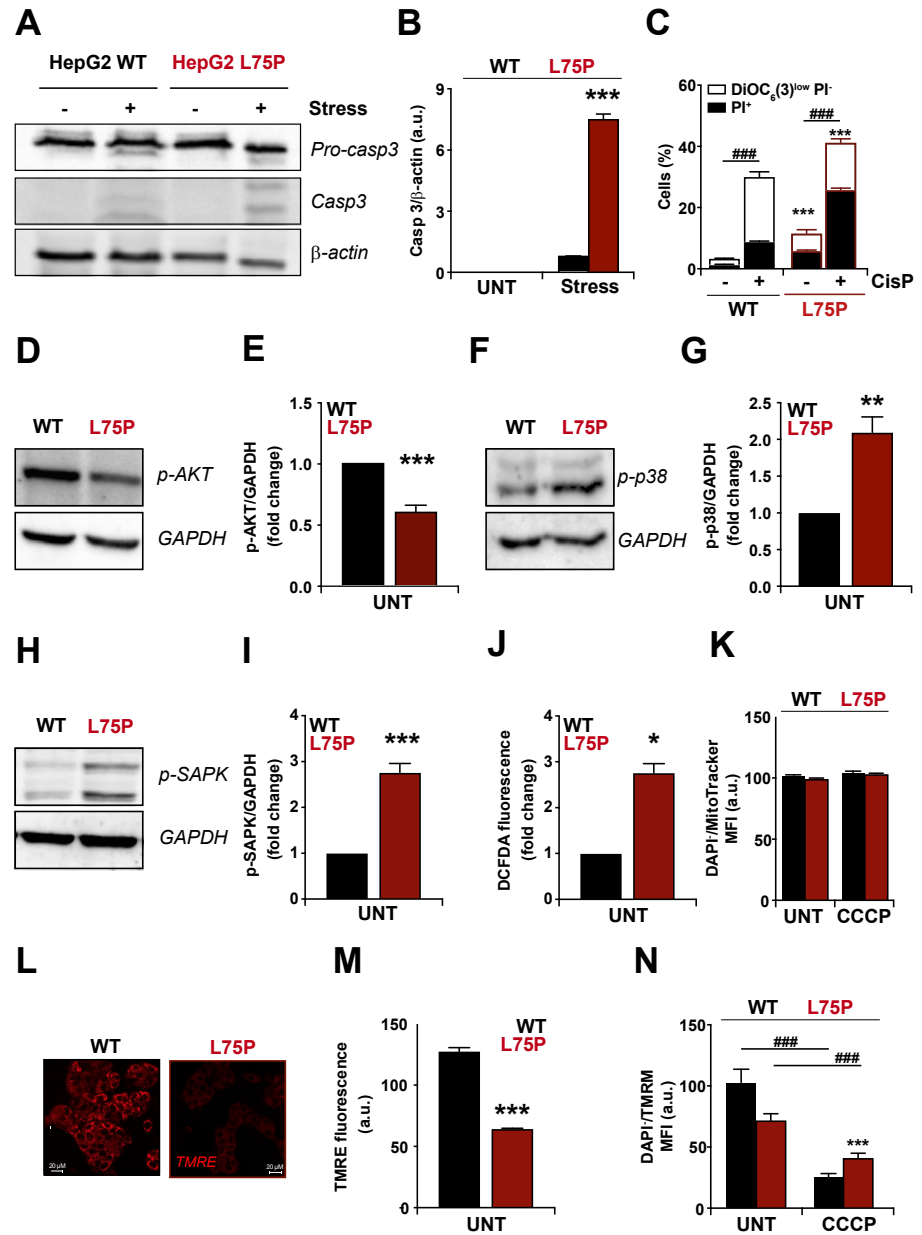 A
HepG2 WT HepG2 L75P
- + - + Stress
Pro-casp3
Casp3
β-actin
B
WT L75P
Casp 3/β-actin (a.u.)
9
6
3
0
***
UNT Stress
C
DiOC6(3)low PI-
PI+
Cells (%)
60
40
20
0
###
***
###
***
- + - + CisP
WT L75P
D
WT L75P
p-AKT
GAPDH
E
p-AKT/GAPDH
(fold change)
1.5
1.0
0.5
0.0
WT
L75P
***
UNT
F
WT L75P
p-p38
GAPDH
G
p-p38/GAPDH
(fold change)
2.5
2.0
1.5
1.0
0.5
0.0
WT
L75P
**
UNT
H
WT L75P
p-SAPK
GAPDH
I
p-SAPK/GAPDH
(fold change)
4
3
2
1
0
WT
L75P
***
UNT
J
DCFDA fluorescence
(fold change)
4
3
2
1
0
WT
L75P
*
UNT
K
WT L75P
DAPI-/MitoTracker
MFI (a.u.)
150
100
50
0
UNT CCCP
L
WT L75P
20 µM
TMRE
20 µM
M
TMRE fluorescence
(a.u.)
150
100
50
0
WT
L75P
***
UNT
N
WT L75P
DAPI-/TMRM
MFI (a.u.)
150
100
50
0
###
###
***
UNT CCCP